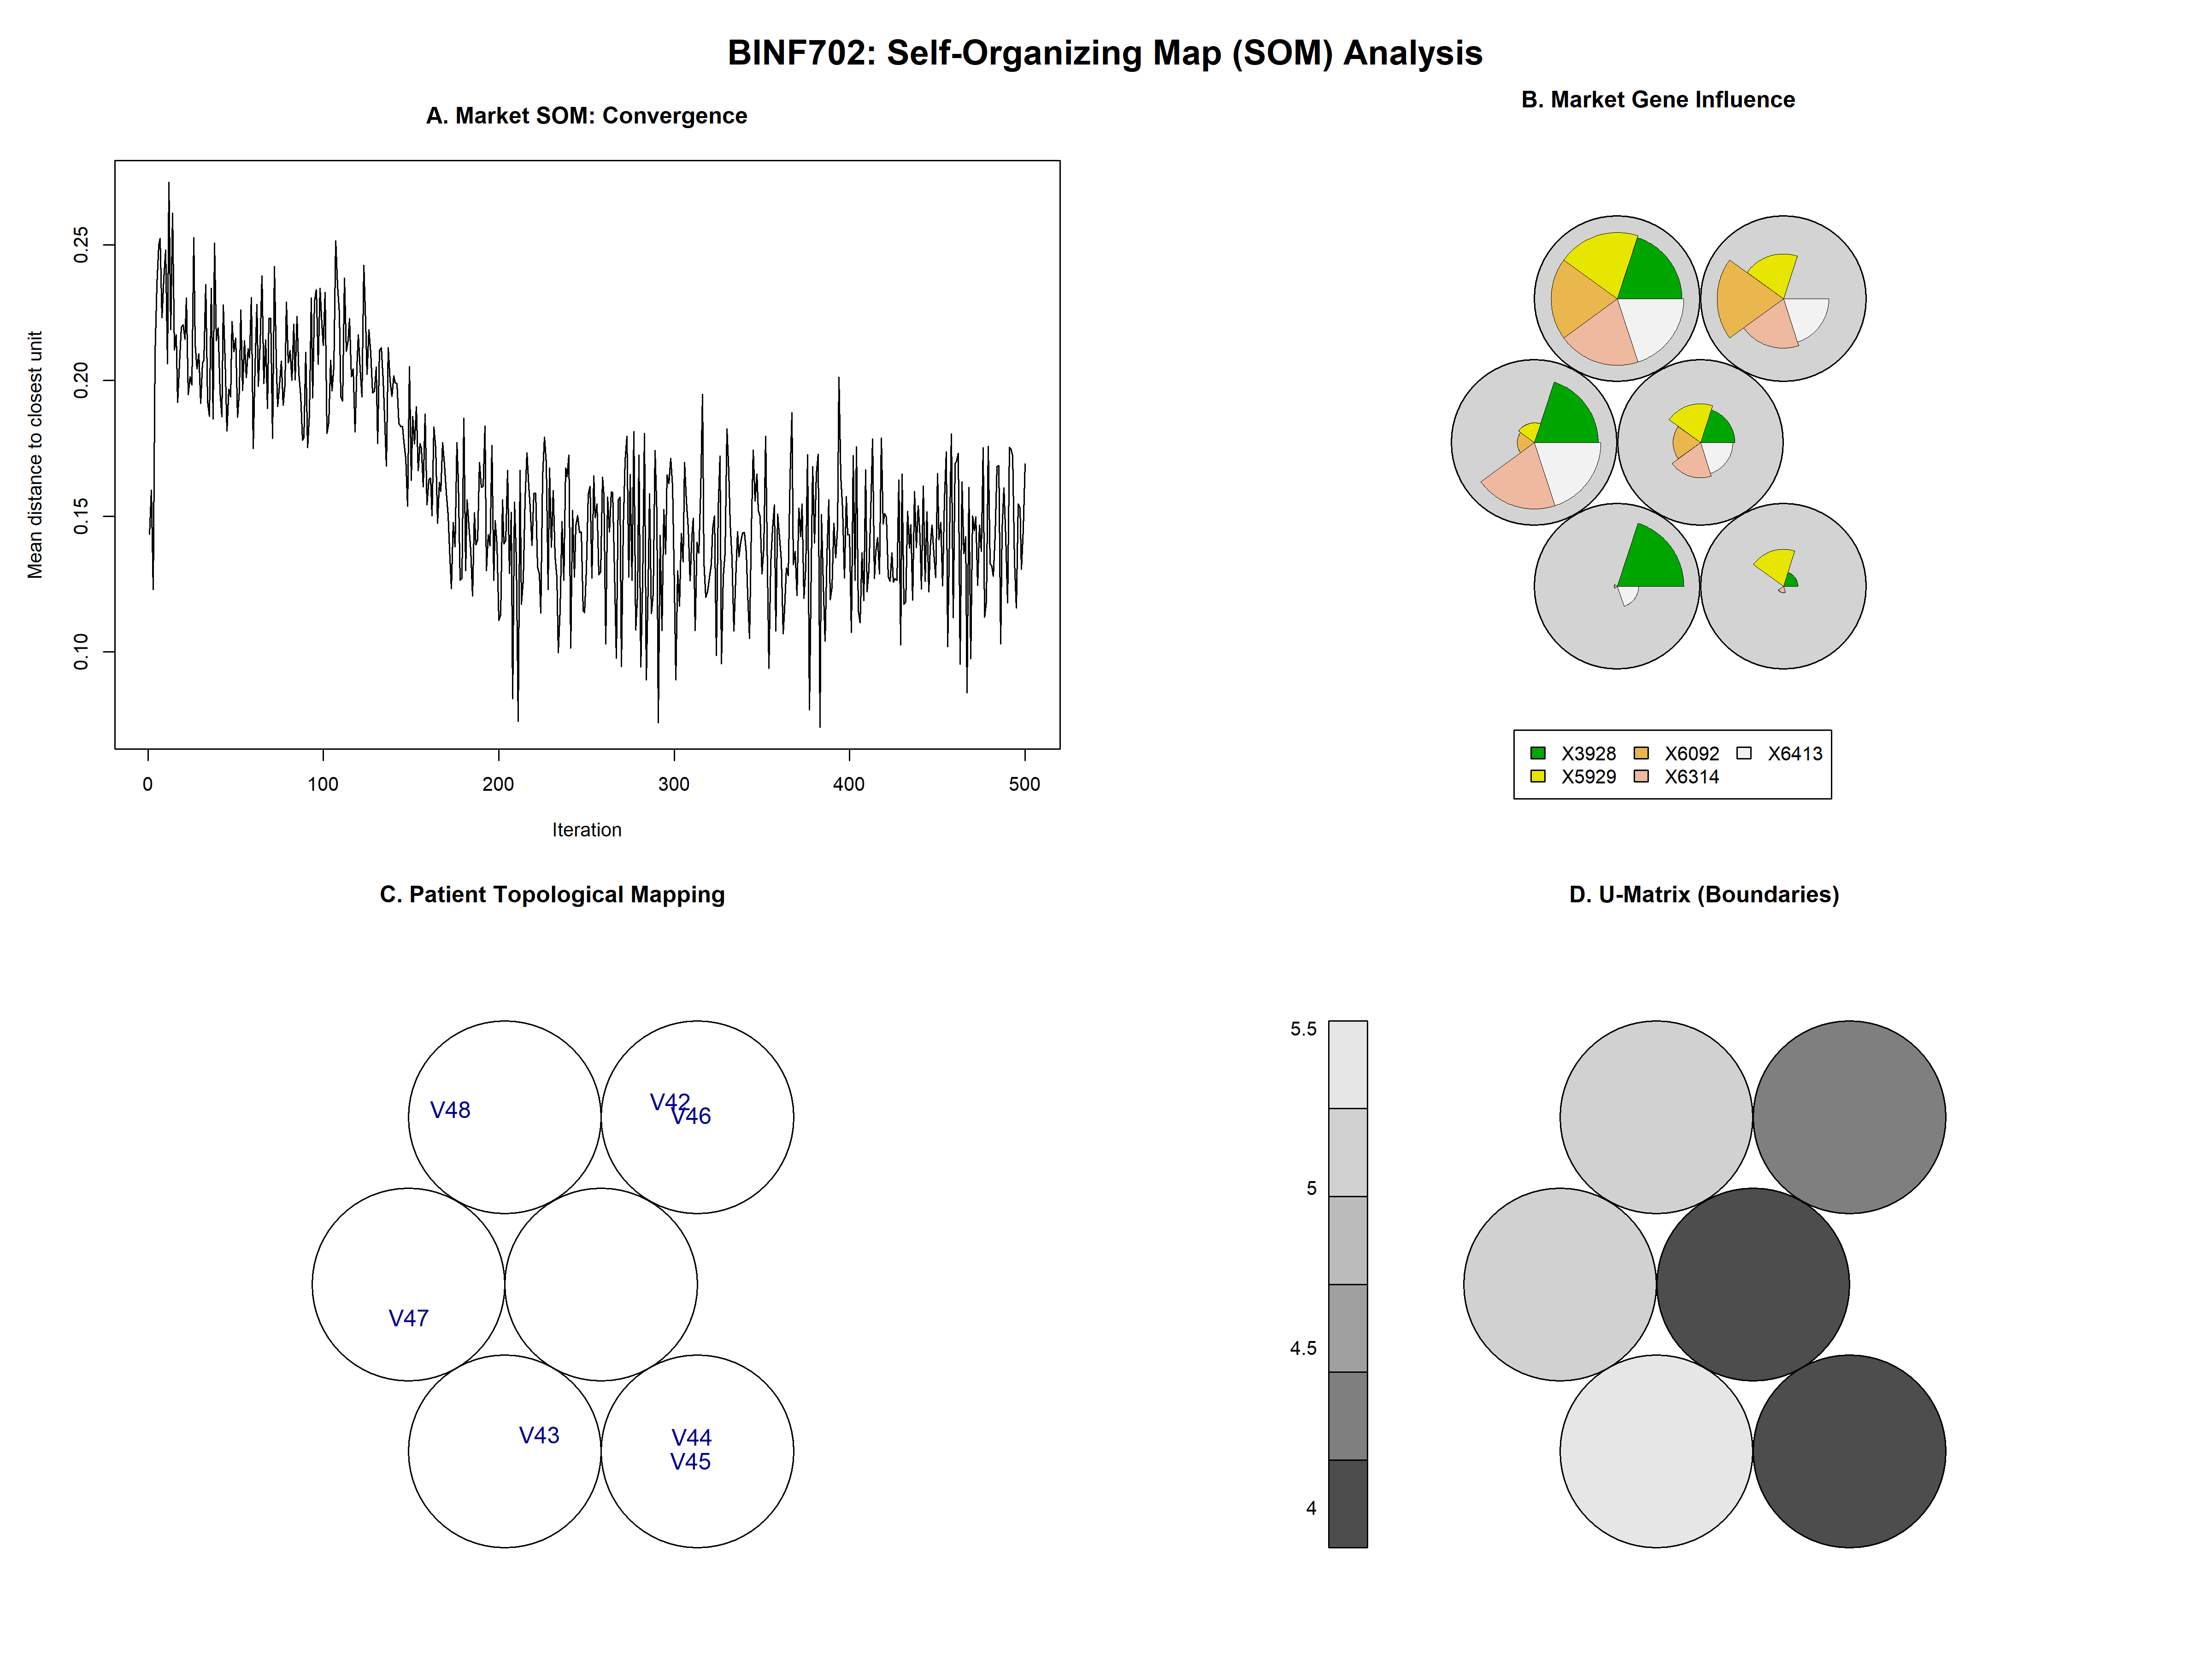 BINF702: Self-Organizing Map (SOM) Analysis
A. Market SOM: Convergence
Mean distance to closest unit
0.25
0.20
0.15
0.10
0 100 200 300 400 500
Iteration
B. Market Gene Influence
X3928 X6092 X6413
X5929 X6314
C. Patient Topological Mapping
V48
V42
V46
V47
V43
V44
V45
D. U-Matrix (Boundaries)
5.5
5
4.5
4